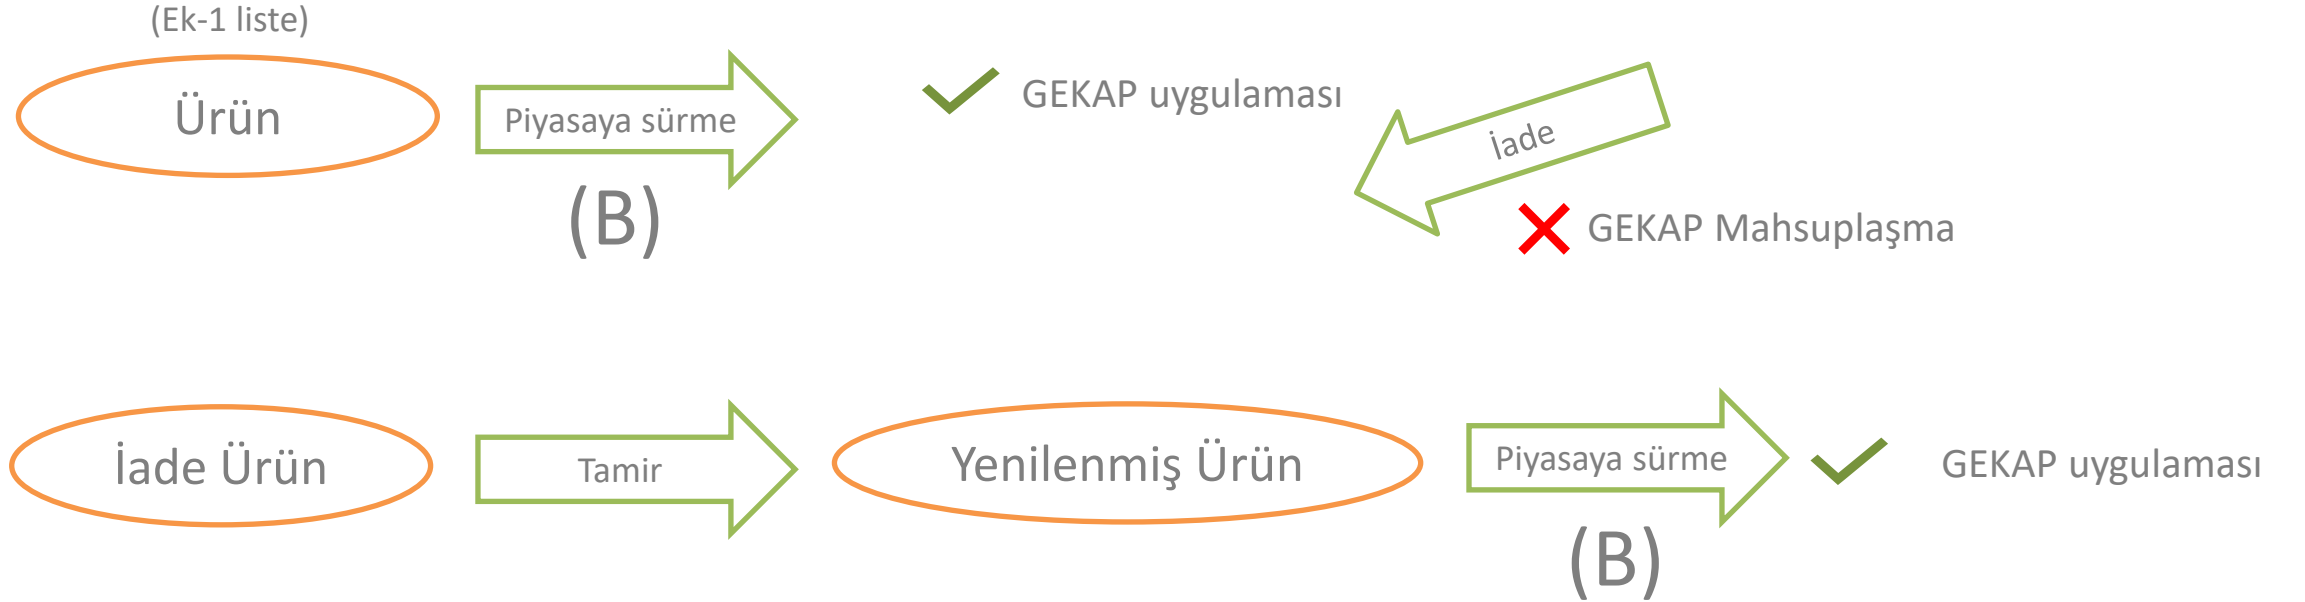 (Ek-1 liste)
Ürün
Piyasaya sürme
(B)
GEKAP uygulaması
İade
GEKAP Mahsuplaşma
İade Ürün
Tamir
Yenilenmiş Ürün
Piyasaya sürme
(B)
GEKAP uygulaması